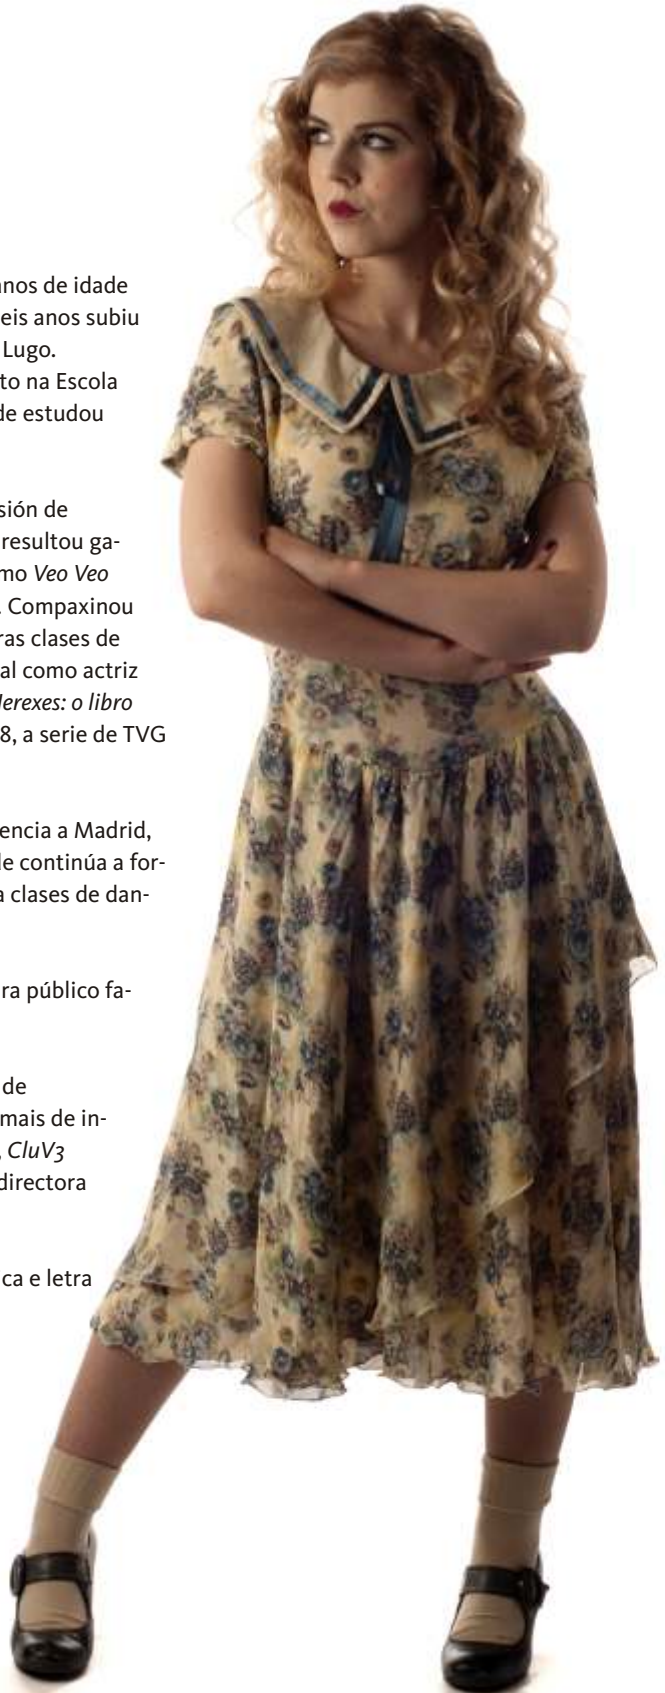 anos de idade
eis anos subiu
Lugo.
to na Escola
de estudou
sión de
resultou ga-
mo Veo Veo
. Compaxinou
ras clases de
al como actriz
erexes: o libro
8, a serie de TVG
encia a Madrid,
de continúa a for-
a clases de dan-
ra público fa-
de
mais de in-
, CluV3
directora
ca e letra